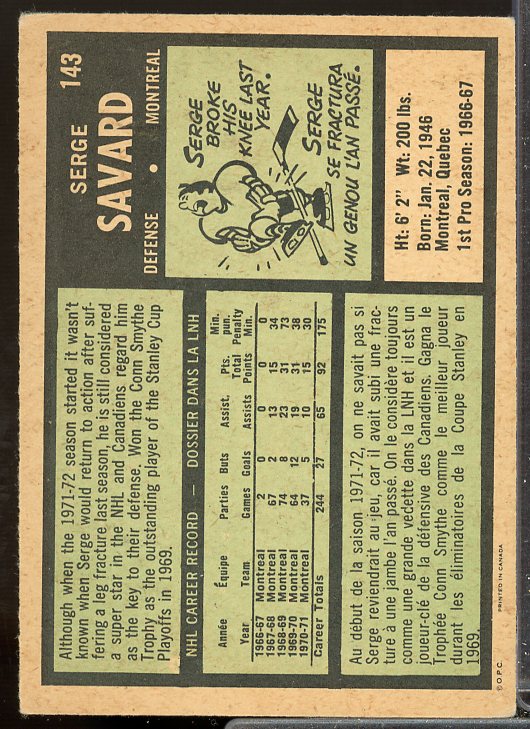 143
SERGE
SAVARD
DEFENSE • MONTREAL
SERGE
BROKE
HIS
KNEE LAST
YEAR.
SERGE
SE FRACTURA
UN GENOU L'AN PASSÉ.
Ht: 6' 2" Wt: 200 lbs.
Born: Jan. 22, 1946
Montreal, Quebec
1st Pro Season: 1966-67
Although when the 1971-72 season started it wasn't
known when Serge would return to action after suf-
fering a leg fracture last season, he is still considered
a super star in the NHL and Canadiens regard him
as the key to their defense. Won the Conn Smythe
Trophy as the outstanding player of the Stanley Cup
Playoffs in 1969.
NHL CAREER RECORD — DOSSIER DANS LA LNH
Année Équipe Parties Buts Assist. Pts. Total Min. pun.
Year Team Games Goals Assists Points Penalty Min.
1966-67 Montreal 2 0 0 0 0
1967-68 Montreal 67 2 13 15 34
1968-69 Montreal 74 8 23 31 73
1969-70 Montreal 64 12 19 31 38
1970-71 Montreal 37 5 10 15 30
Career Totals 244 27 65 92 175
Au début de la saison 1971-72, on ne savait pas si
Serge reviendrait au jeu, car il avait subi une frac-
ture à une jambe l'an passé. On le considère toujours
comme une grande vedette dans la LNH et il est un
joueur-clé de la défensive des Canadiens. Gagna le
Trophée Conn Smythe comme le meilleur joueur
durant les éliminatoires de la Coupe Stanley en
1969.
© O.P.C. PRINTED IN CANADA